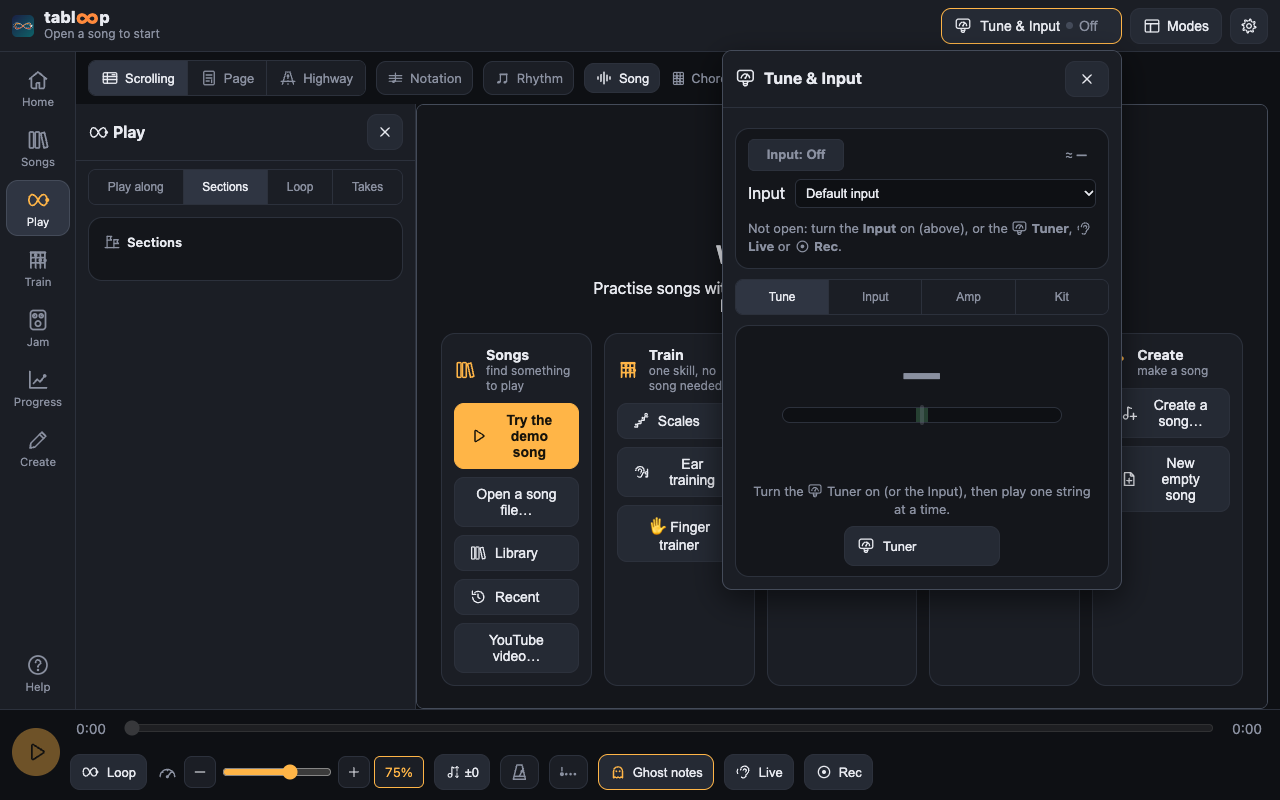 tabloop
Open a song to start
Tune & Input Off
Modes
Home
Songs
Play
Train
Jam
Progress
Create
Help
Scrolling
Page
Highway
Notation
Rhythm
Song
Play
Play along
Sections
Loop
Takes
Sections
Tune & Input
Input: Off
≈ —
Input
Default input
Not open: turn the Input on (above), or the Tuner,
Live or Rec.
Tune
Input
Amp
Kit
Turn the Tuner on (or the Input), then play one string
at a time.
Tuner
Practise songs
Songs
find something
to play
Try the
demo
song
Open a song
file…
Library
Recent
YouTube
video…
Train
one skill, no
song needed
Scales
Ear
training
Finger
trainer
Create
make a song
Create a
song…
New
empty
song
0:00
0:00
Loop
−
+
75%
±0
Ghost notes
Live
Rec